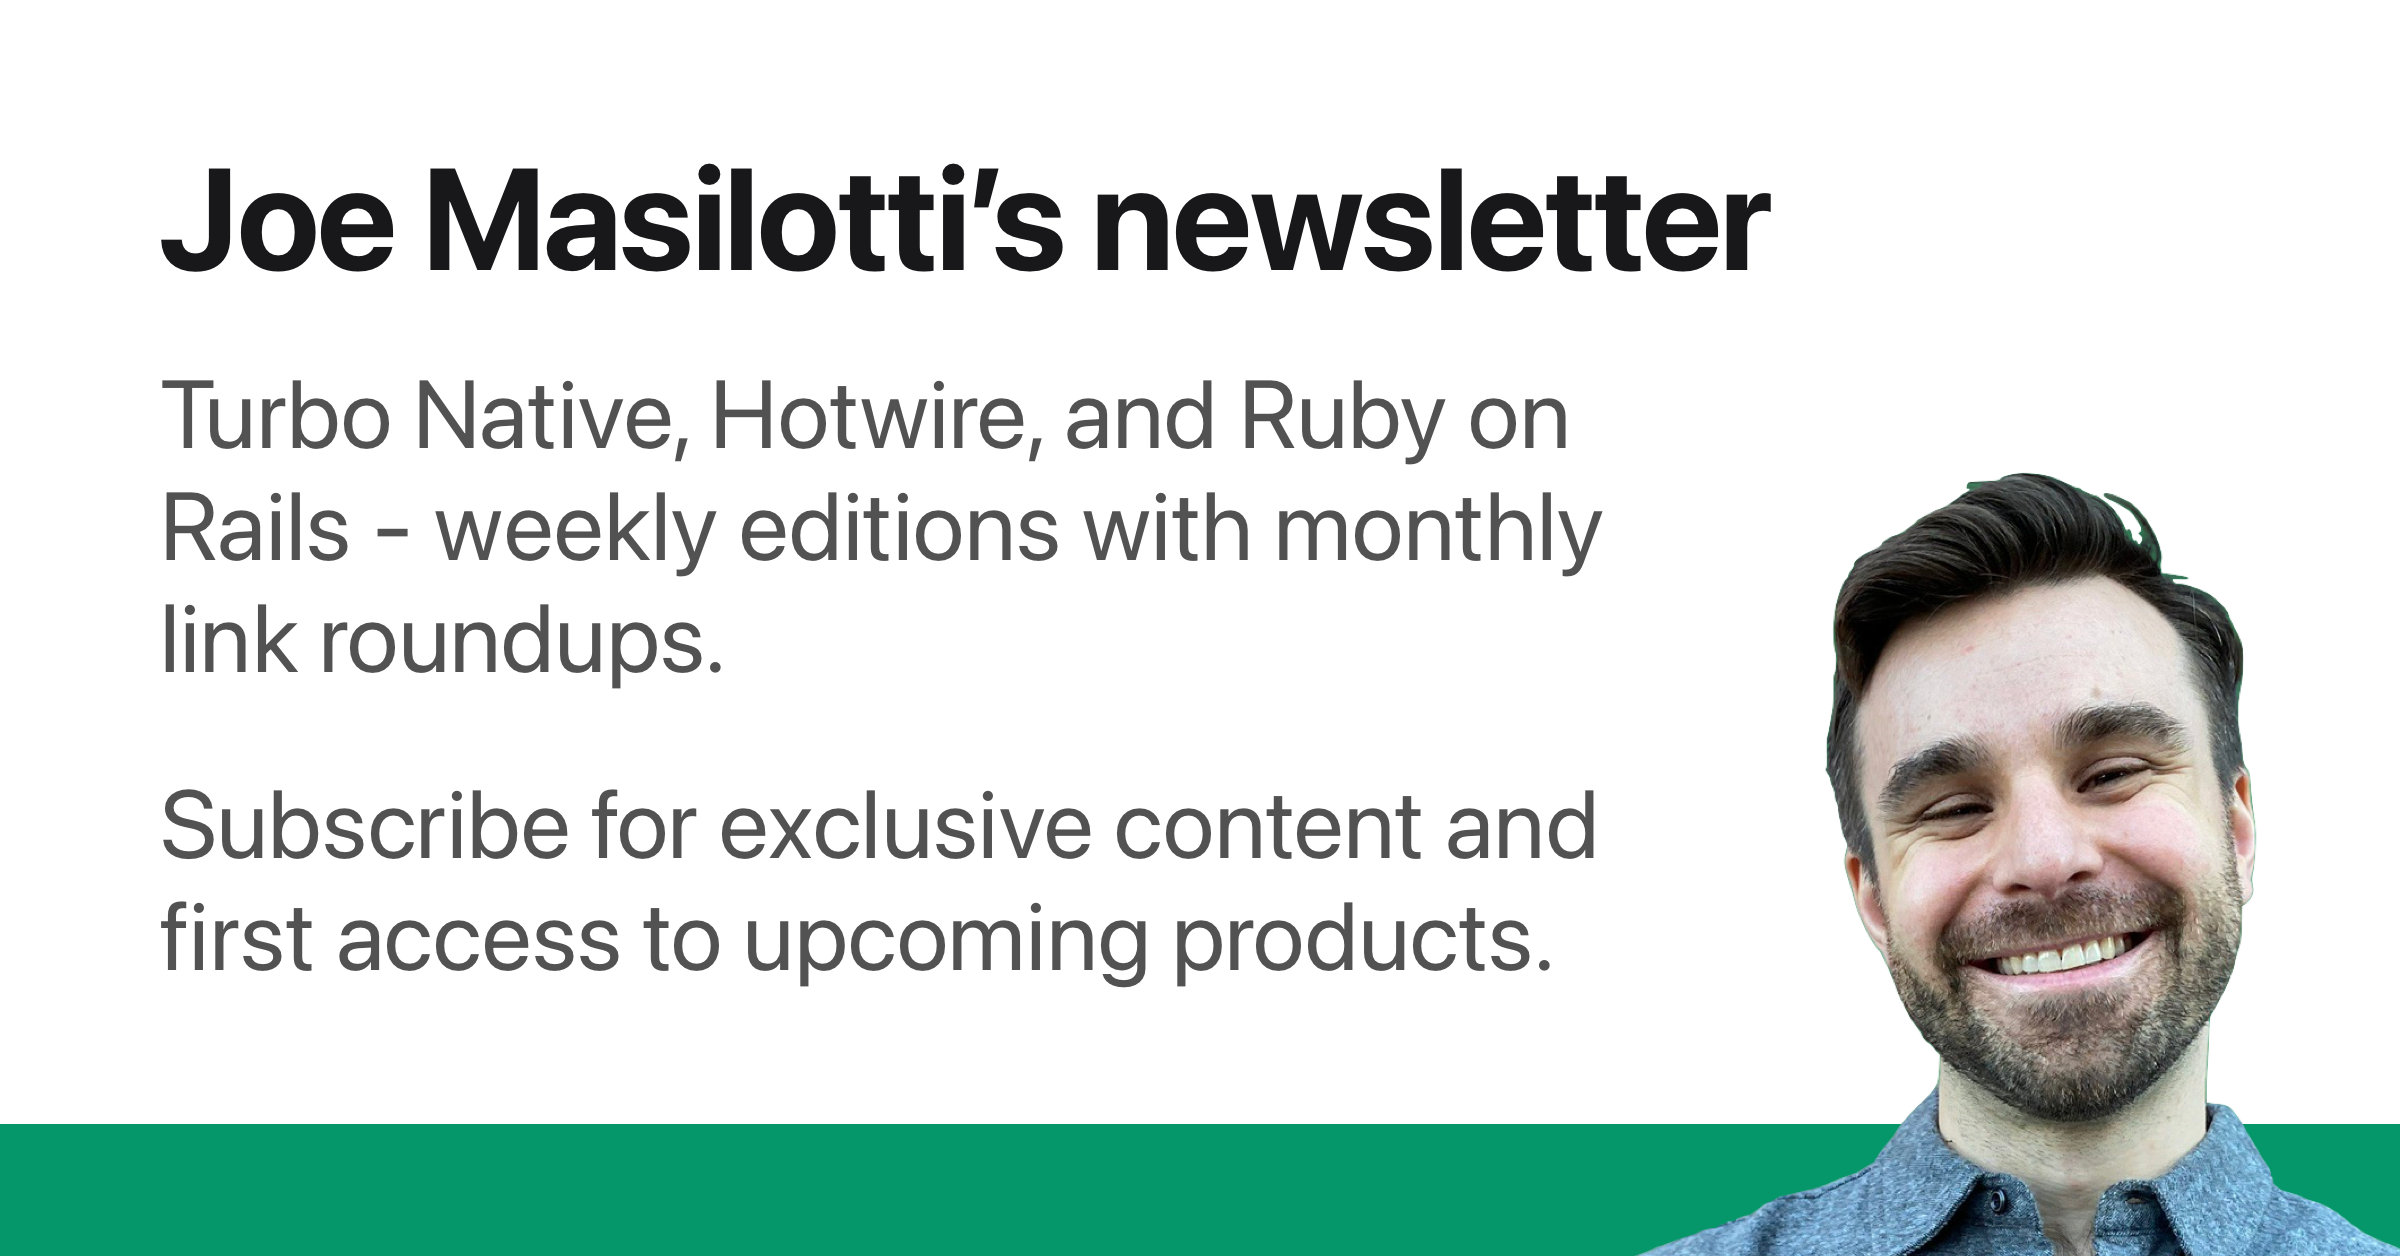 Joe Masilotti’s newsletter
Turbo Native, Hotwire, and Ruby on
Rails - weekly editions with monthly
link roundups.
Subscribe for exclusive content and
first access to upcoming products.